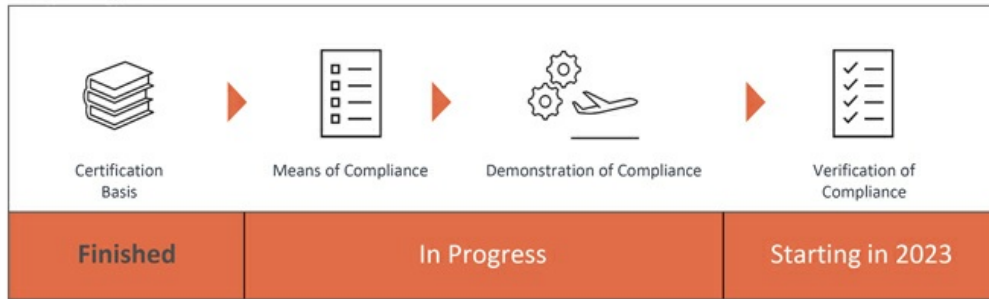 Certification
Basis
Means of Compliance
Demonstration of Compliance
Verification of
Compliance
Finished
In Progress
Starting in 2023